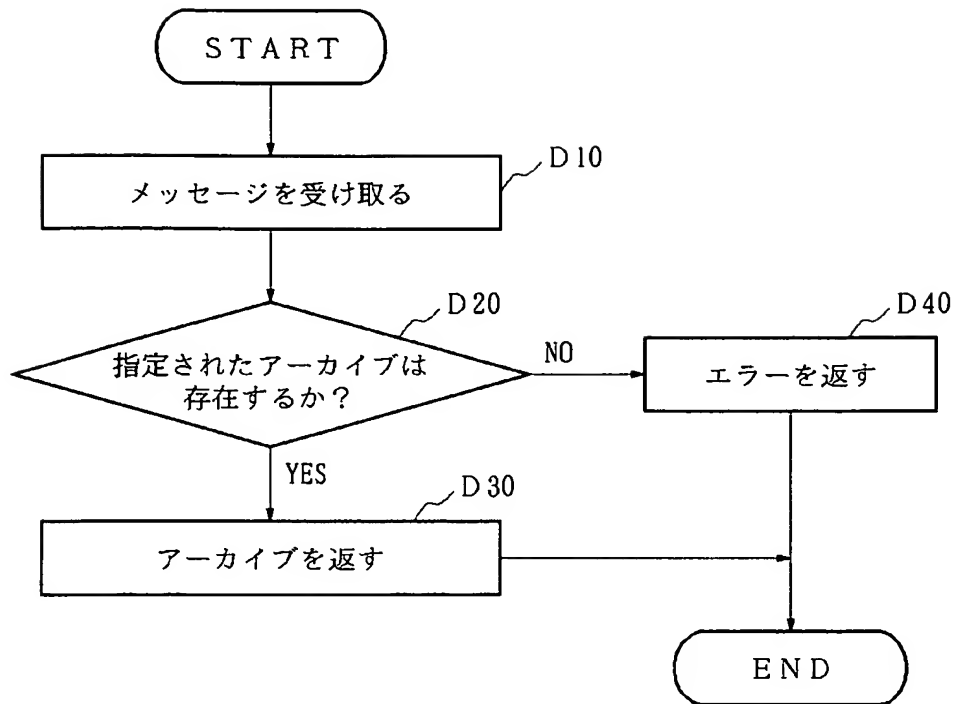 START
D10
メッセージを受け取る
D20
指定されたアーカイブは
存在するか?
NO
D40
エラーを返す
YES
D30
アーカイブを返す
END